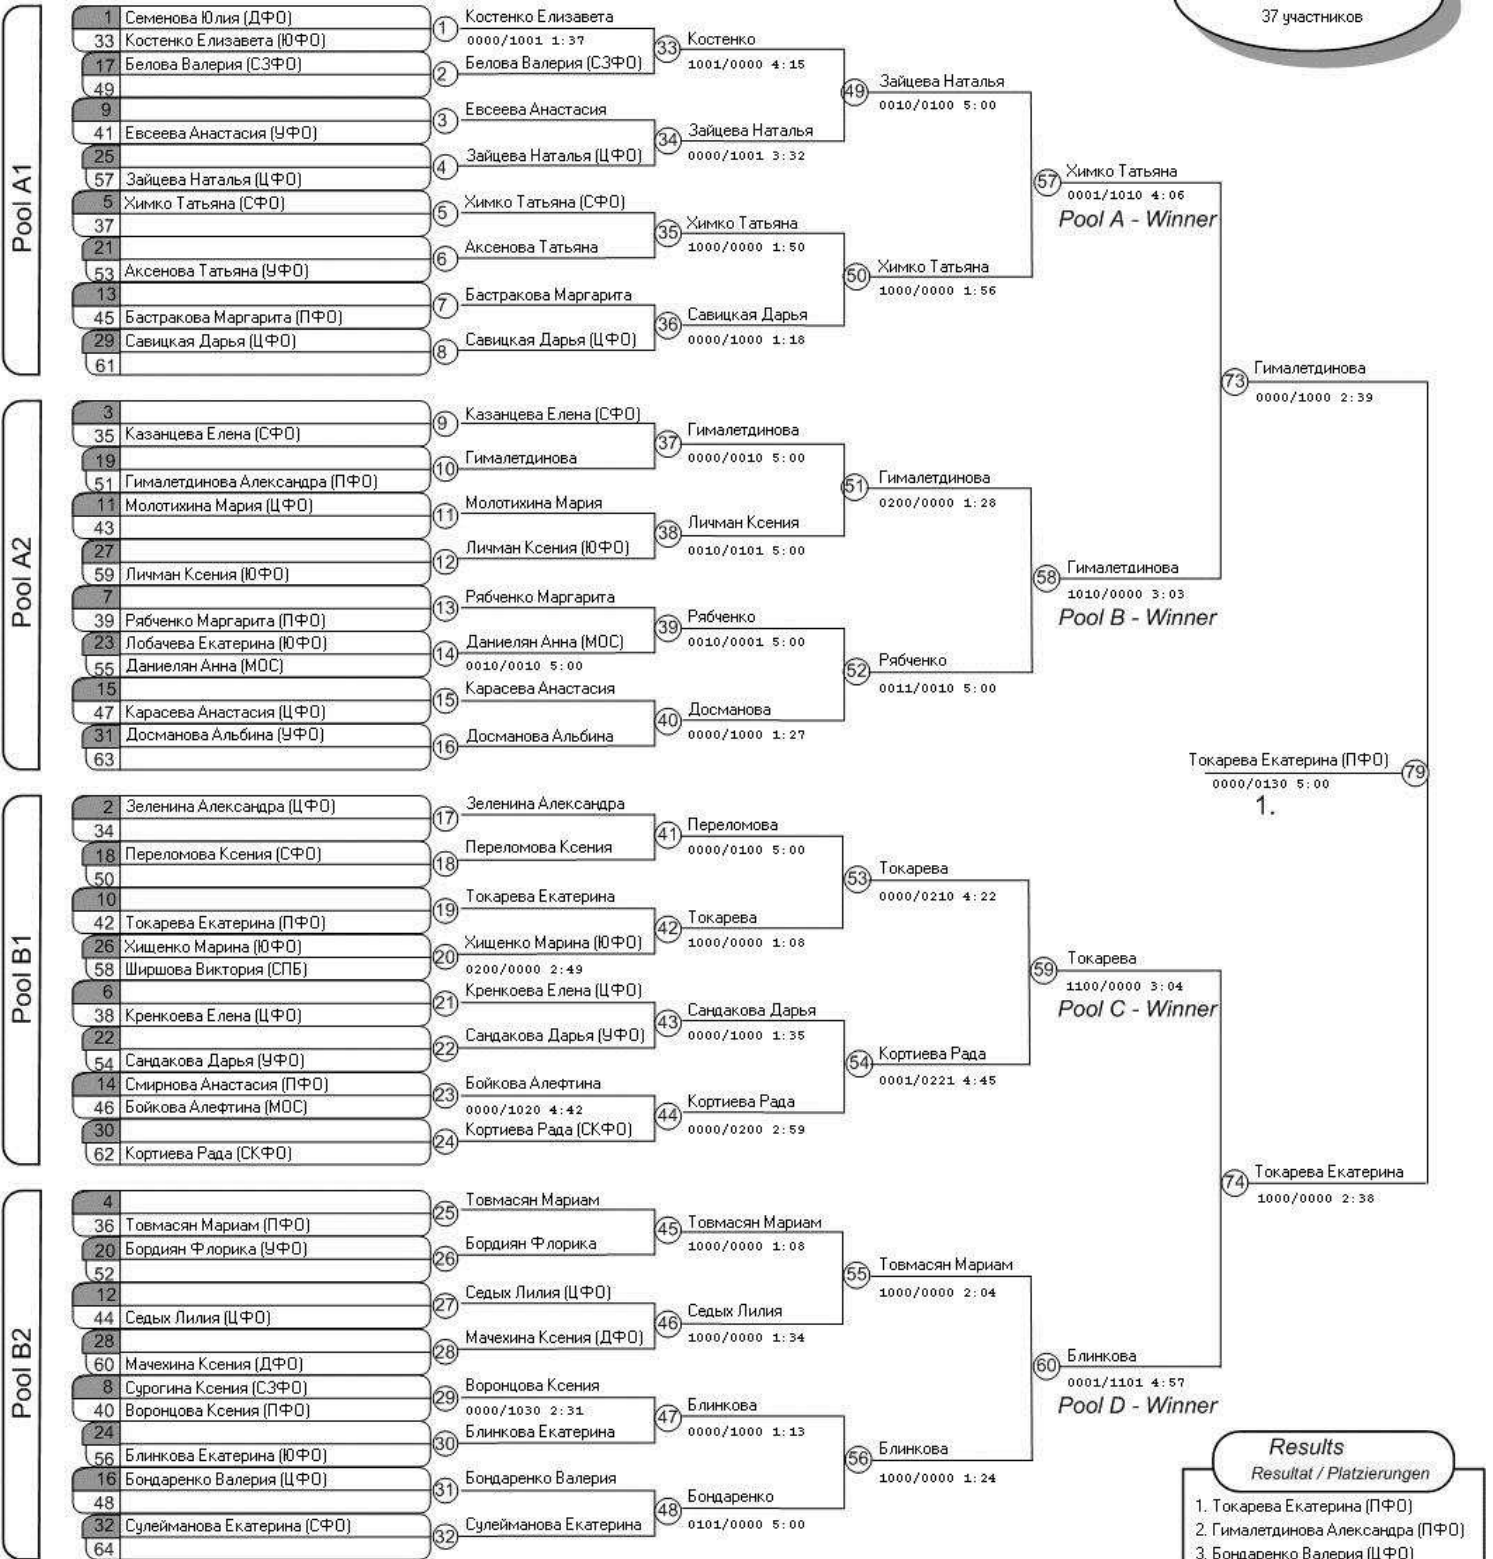 37 участников
Pool A1
1 Семенова Юлия (ДФО)
33 Костенко Елизавета (ЮФО)
17 Белова Валерия (СЗФО)
49
9
41 Евсеева Анастасия (УФО)
25
57 Зайцева Наталья (ЦФО)
5 Химко Татьяна (СФО)
37
21
53 Аксенова Татьяна (УФО)
13
45 Бастракова Маргарита (ПФО)
29 Савицкая Дарья (ЦФО)
61
1 Костенко Елизавета
0000/1001 1:37
2 Белова Валерия (СЗФО)
3 Евсеева Анастасия
4 Зайцева Наталья (ЦФО)
5 Химко Татьяна (СФО)
6 Аксенова Татьяна
7 Бастракова Маргарита
8 Савицкая Дарья (ЦФО)
33 Костенко
1001/0000 4:15
34 Зайцева Наталья
0000/1001 3:32
35 Химко Татьяна
1000/0000 1:50
36 Савицкая Дарья
0000/1000 1:18
49 Зайцева Наталья
0010/0100 5:00
50 Химко Татьяна
1000/0000 1:56
57 Химко Татьяна
0001/1010 4:06
Pool A - Winner
Pool A2
3
35 Казанцева Елена (СФО)
19
51 Гималетдинова Александра (ПФО)
11 Молотихина Мария (ЦФО)
43
27
59 Личман Ксения (ЮФО)
7
39 Рябченко Маргарита (ПФО)
23 Лобачева Екатерина (ЮФО)
55 Даниелян Анна (МОС)
15
47 Карасева Анастасия (ЦФО)
31 Досманова Альбина (УФО)
63
9 Казанцева Елена (СФО)
10 Гималетдинова
11 Молотихина Мария
12 Личман Ксения (ЮФО)
13 Рябченко Маргарита
14 Даниелян Анна (МОС)
0010/0010 5:00
15 Карасева Анастасия
16 Досманова Альбина
37 Гималетдинова
0000/0010 5:00
38 Личман Ксения
0010/0101 5:00
39 Рябченко
0010/0001 5:00
40 Досманова
0000/1000 1:27
51 Гималетдинова
0200/0000 1:28
52 Рябченко
0011/0010 5:00
58 Гималетдинова
1010/0000 3:03
Pool B - Winner
73 Гималетдинова
0000/1000 2:39
Токарева Екатерина (ПФО) 79
0000/0130 5:00
1.
Pool B1
2 Зеленина Александра (ЦФО)
34
18 Переломова Ксения (СФО)
50
10
42 Токарева Екатерина (ПФО)
26 Хищенко Марина (ЮФО)
58 Ширшова Виктория (СПБ)
6
38 Кренкоева Елена (ЦФО)
22
54 Сандакова Дарья (УФО)
14 Смирнова Анастасия (ПФО)
46 Бойкова Алефтина (МОС)
30
62 Кортиева Рада (СКФО)
17 Зеленина Александра
18 Переломова Ксения
19 Токарева Екатерина
20 Хищенко Марина (ЮФО)
0200/0000 2:49
21 Кренкоева Елена (ЦФО)
22 Сандакова Дарья (УФО)
23 Бойкова Алефтина
0000/1020 4:42
24 Кортиева Рада (СКФО)
41 Переломова
0000/0100 5:00
42 Токарева
1000/0000 1:08
43 Сандакова Дарья
0000/1000 1:35
44 Кортиева Рада
0000/0200 2:59
53 Токарева
0000/0210 4:22
54 Кортиева Рада
0001/0221 4:45
59 Токарева
1100/0000 3:04
Pool C - Winner
Pool B2
4
36 Товмасян Мариам (ПФО)
20 Бордиян Флорика (УФО)
52
12
44 Седых Лилия (ЦФО)
28
60 Мачехина Ксения (ДФО)
8 Сурогина Ксения (СЗФО)
40 Воронцова Ксения (ПФО)
24
56 Блинкова Екатерина (ЮФО)
16 Бондаренко Валерия (ЦФО)
48
32 Сулейманова Екатерина (СФО)
64
25 Товмасян Мариам
26 Бордиян Флорика
27 Седых Лилия (ЦФО)
28 Мачехина Ксения (ДФО)
29 Воронцова Ксения
0000/1030 2:31
30 Блинкова Екатерина
31 Бондаренко Валерия
32 Сулейманова Екатерина
45 Товмасян Мариам
1000/0000 1:08
46 Седых Лилия
1000/0000 1:34
47 Блинкова
0000/1000 1:13
48 Бондаренко
0101/0000 5:00
55 Товмасян Мариам
1000/0000 2:04
56 Блинкова
1000/0000 1:24
60 Блинкова
0001/1101 4:57
Pool D - Winner
74 Токарева Екатерина
1000/0000 2:38
Results
Resultat / Platzierungen
1. Токарева Екатерина (ПФО)
2. Гималетдинова Александра (ПФО)
3. Бондаренко Валерия (ЦФО)